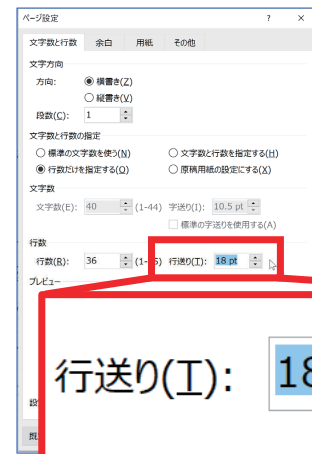 ページ設定 ? ×
文字数と行数 余白 用紙 その他
文字方向
方向: 横書き(Z)
縦書き(V)
段数(C): 1
文字数と行数の指定
標準の文字数を使う(N) 文字数と行数を指定する(H)
行数だけを指定する(O) 原稿用紙の設定にする(X)
文字数
文字数(E): 40 (1-44) 字送り(I): 10.5 pt
標準の字送りを使用する(A)
行数
行数(R): 36 行送り(T): 18 pt
プレビュー
行送り(T): 18